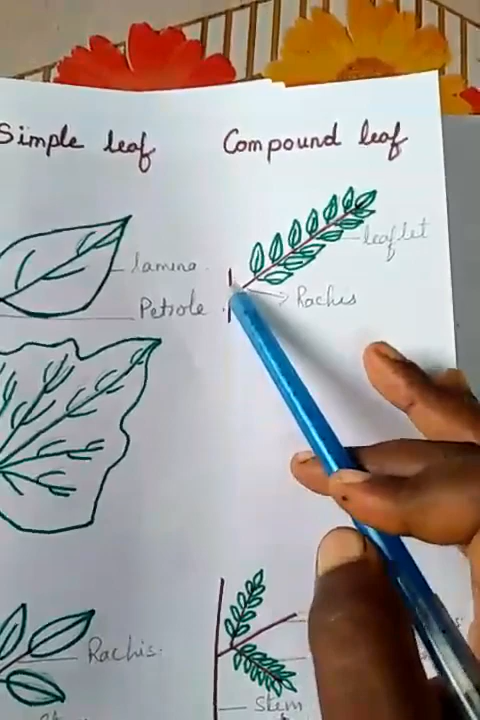 Simple leaf
Compound leaf
leaflet
lamina
Rachis
Petiole
Rachis
Stem